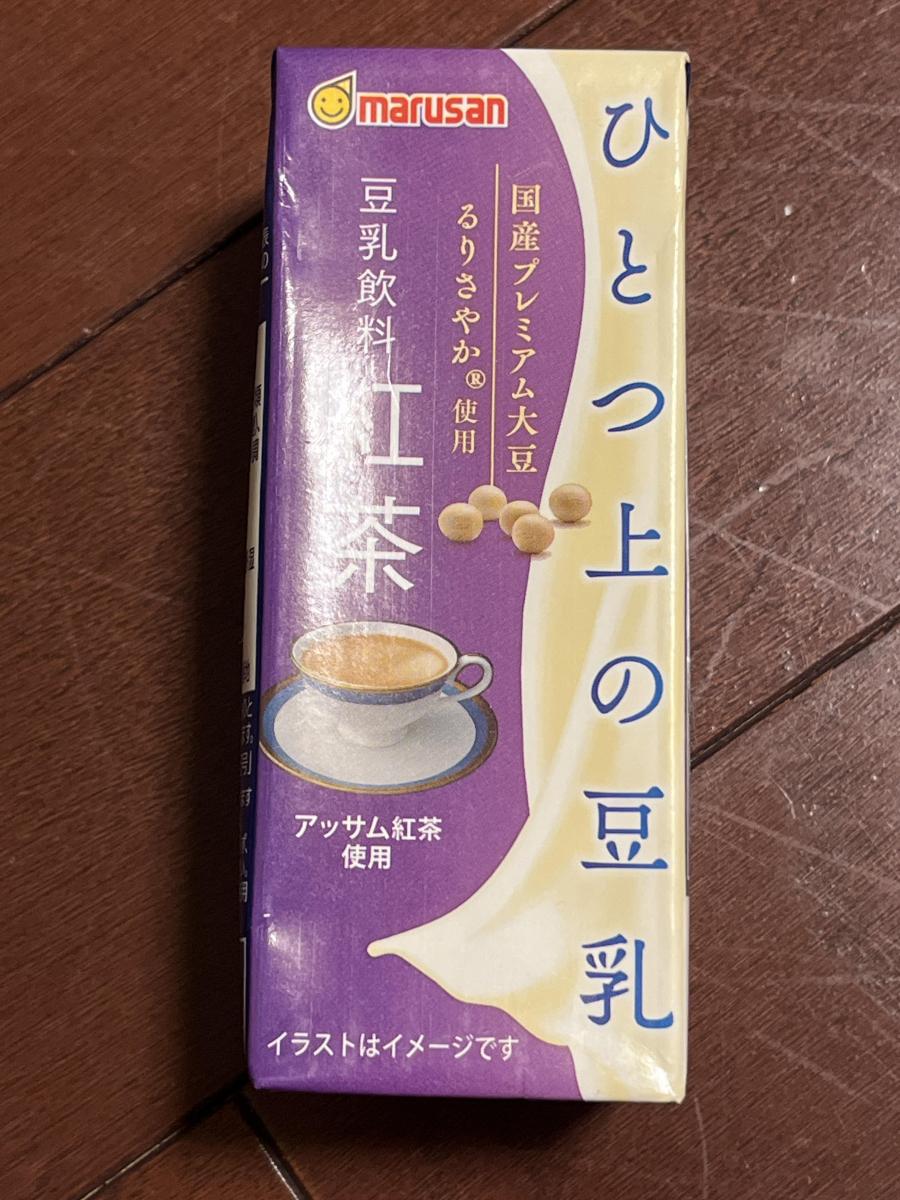 marusan
ひとつ上の豆乳
国産プレミアム大豆
るりさやか®使用
豆乳飲料 紅茶
アッサム紅茶
使用
イラストはイメージです